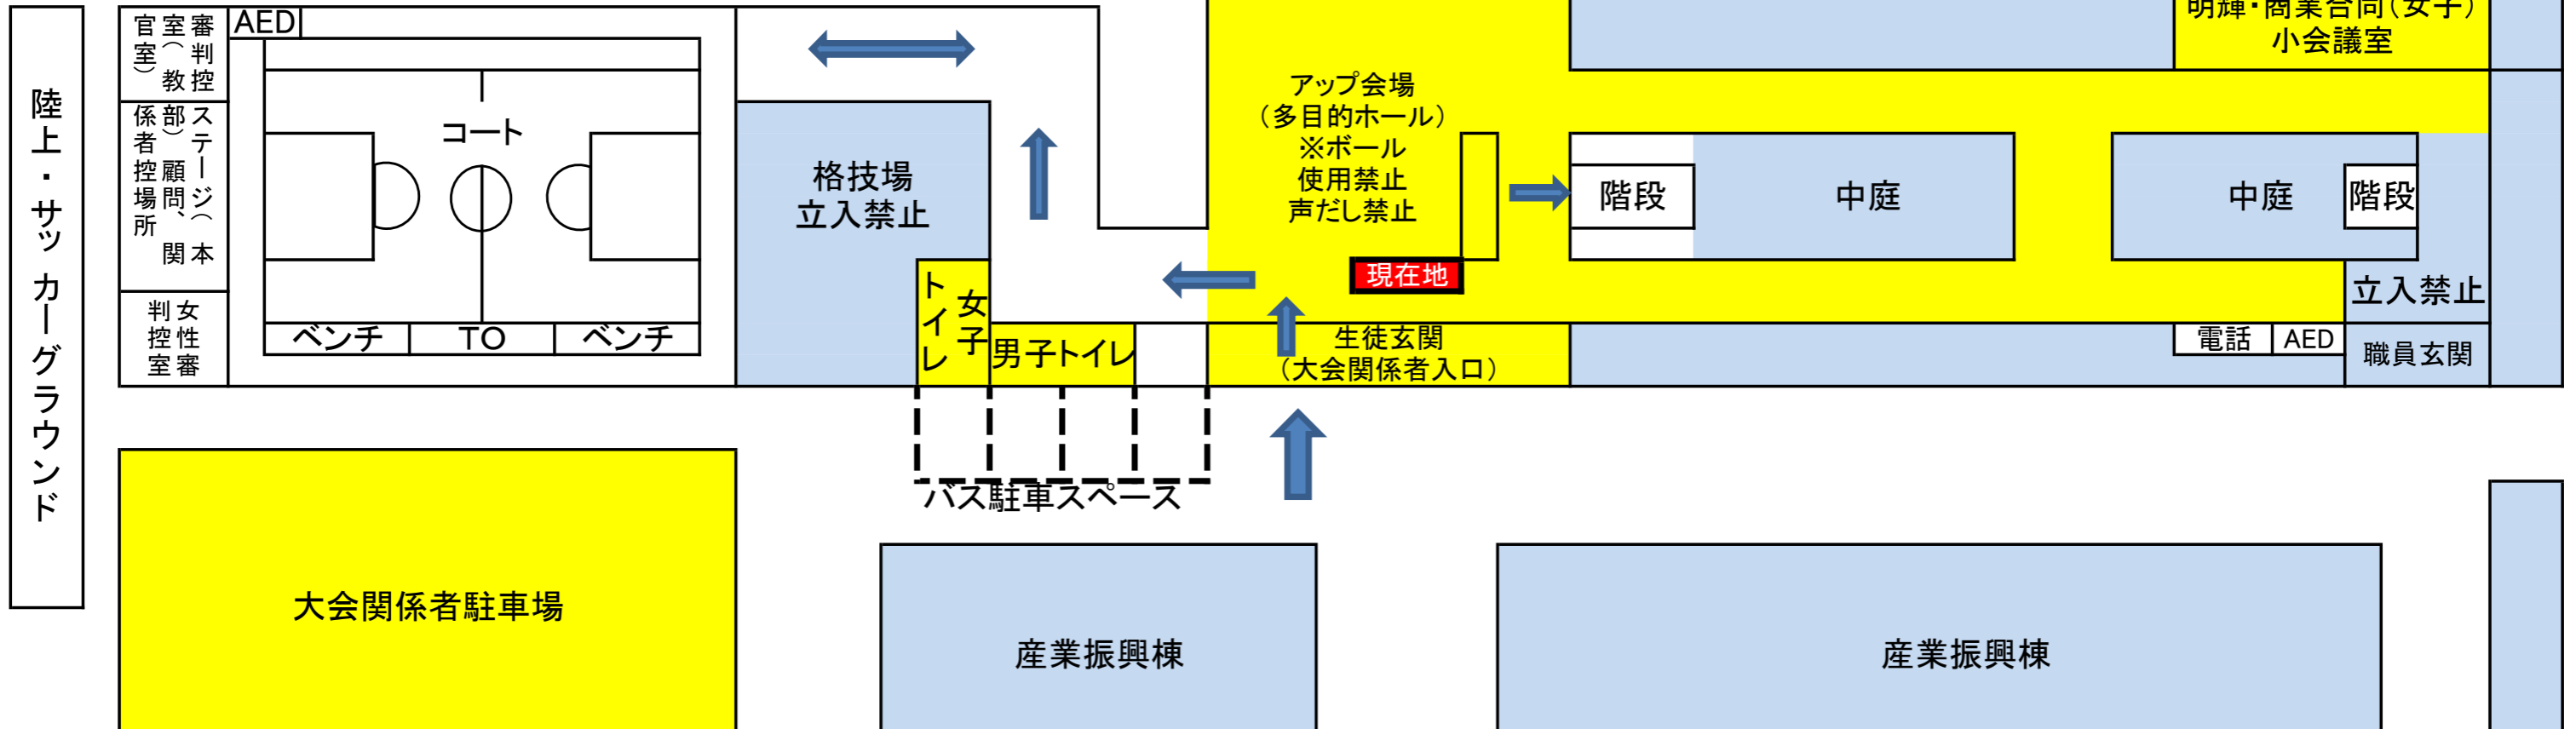 陸上・サッカーグラウンド
審判控
室（教
官室）
AED
ステージ（本
部）顧問、関
係者控場所
女性審
判控室
コート
ベンチ
TO
ベンチ
格技場
立入禁止
女子
トイレ
男子トイレ
アップ会場
（多目的ホール）
※ボール
使用禁止
声だし禁止
現在地
生徒玄関
（大会関係者入口）
階段
中庭
中庭
階段
明輝・商業合同（女子）
小会議室
立入禁止
電話
AED
職員玄関
バス駐車スペース
大会関係者駐車場
産業振興棟
産業振興棟